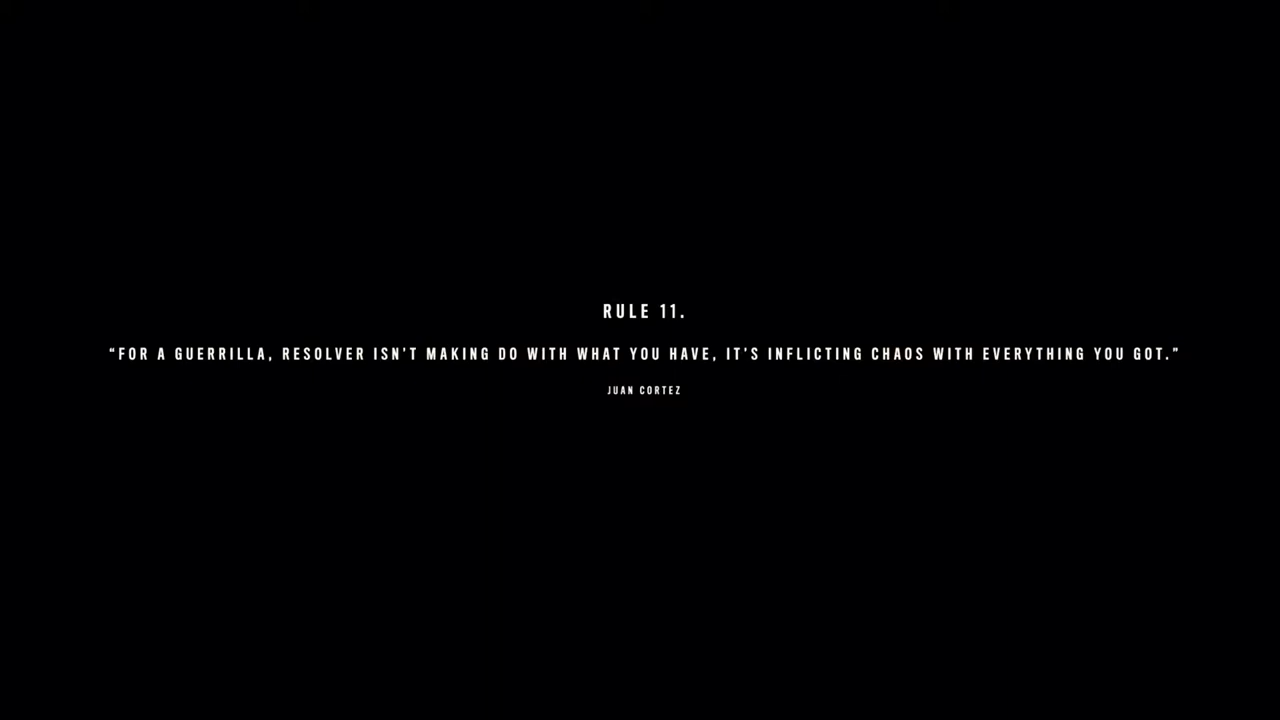 RULE 11.
“FOR A GUERRILLA, RESOLVER ISN'T MAKING DO WITH WHAT YOU HAVE, IT'S INFLICTING CHAOS WITH EVERYTHING YOU GOT.”
JUAN CORTEZ